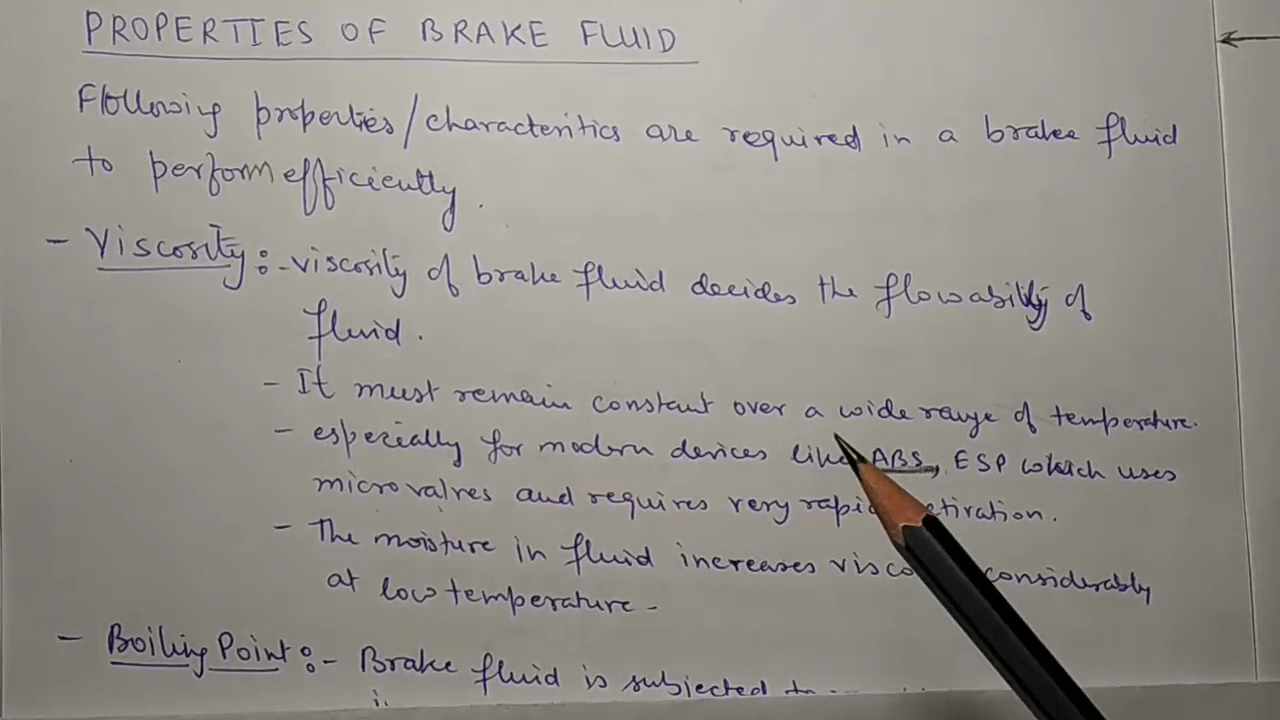 PROPERTIES OF BRAKE FLUID
Following properties/characteritics are required in a brake fluid
to perform efficiently.
- Viscosity :- viscosity of brake fluid decides the flowability of
fluid.
- It must remain constant over a wide range of temperature.
- especially for modern devices like ABS, ESP which uses
microvalves and requires very
- The moisture in fluid increases considerably
at low temperature -
- Boiling Point :- Brake fluid is subjected to